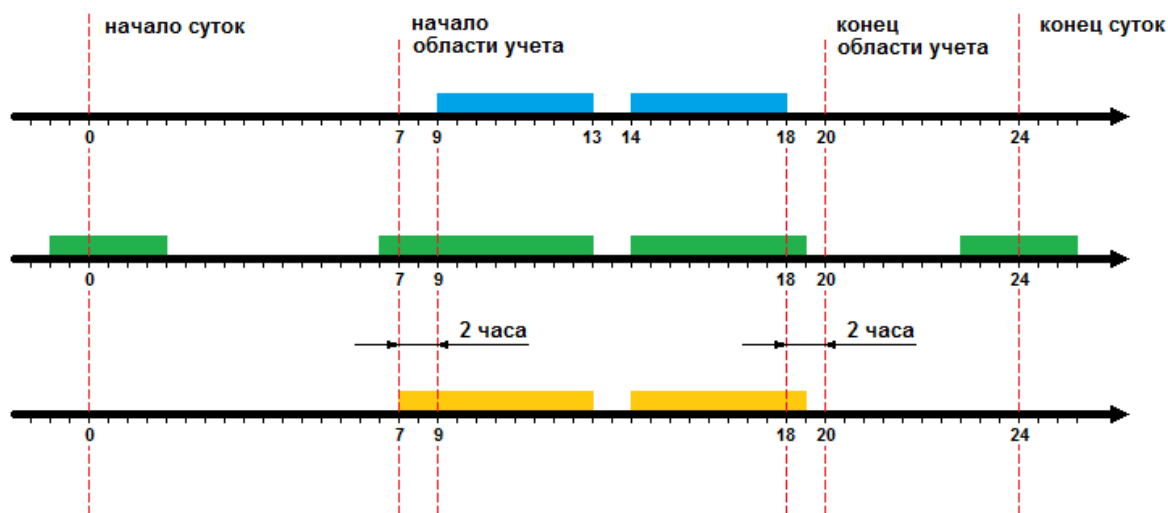 начало суток
начало
области учета
конец
области учета
конец суток
0 7 9 13 14 18 20 24
0 7 9 18 20 24
2 часа 2 часа
0 7 9 18 20 24